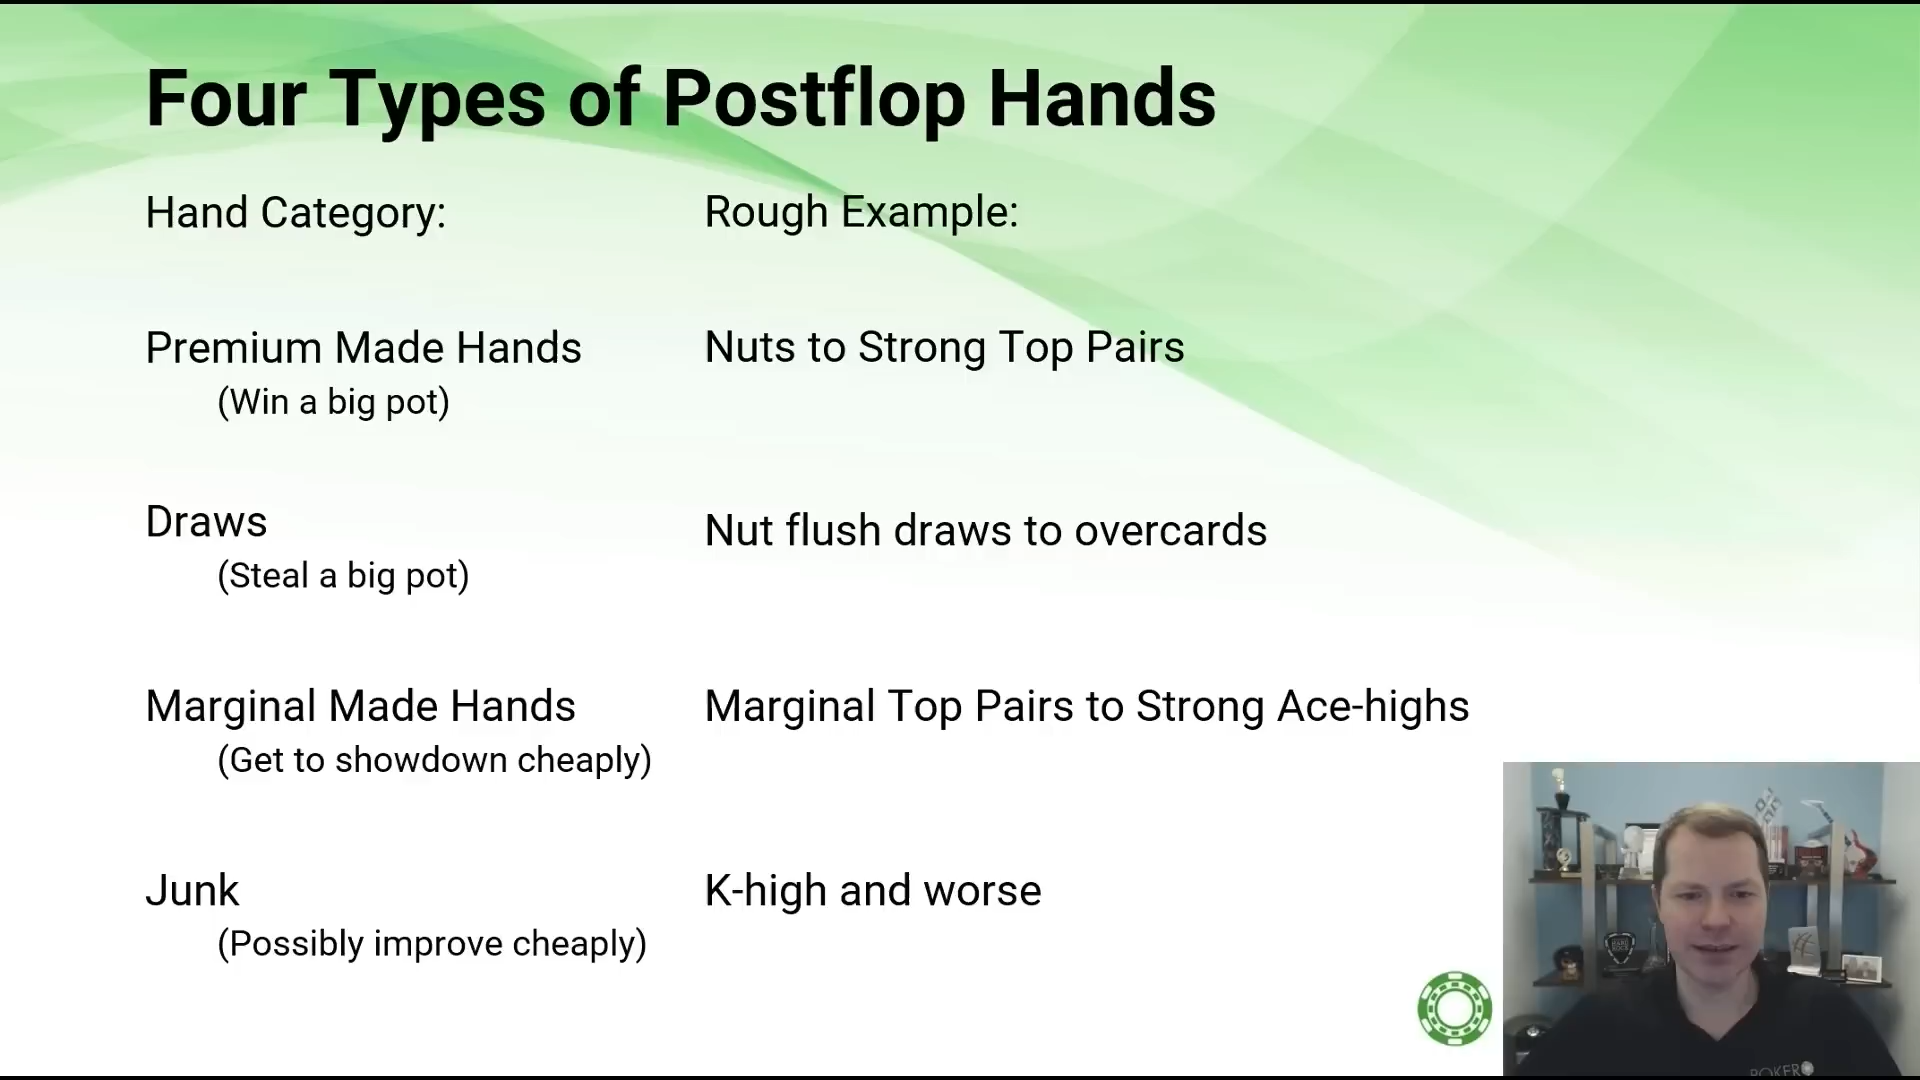 Four Types of Postflop Hands
Hand Category:
Rough Example:
Premium Made Hands
(Win a big pot)
Nuts to Strong Top Pairs
Draws
(Steal a big pot)
Nut flush draws to overcards
Marginal Made Hands
(Get to showdown cheaply)
Marginal Top Pairs to Strong Ace-highs
Junk
(Possibly improve cheaply)
K-high and worse
POKER